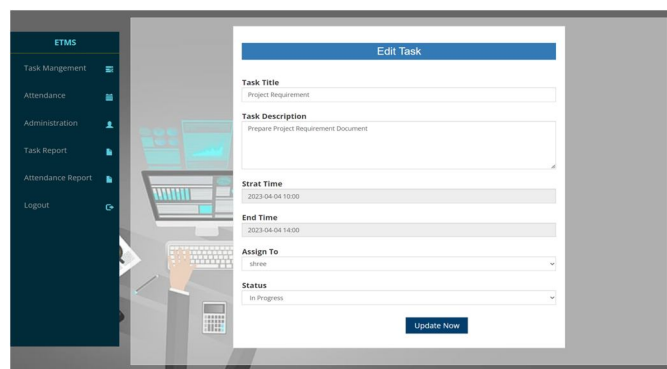 ETMS
Task Mangement
Attendance
Administration
Task Report
Attendance Report
Logout
Edit Task
Task Title
Project Requirement
Task Description
Prepare Project Requirement Document
Strat Time
2023-04-04 10:00
End Time
2023-04-04 14:00
Assign To
shree
Status
In Progress
Update Now